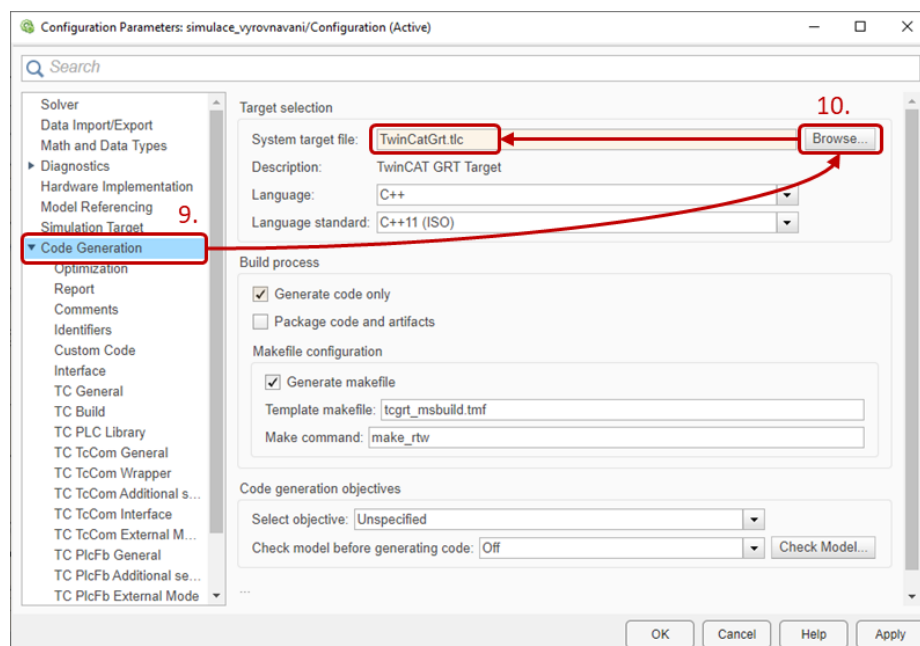 Configuration Parameters: simulace_vyrovnavani/Configuration (Active)
Search
Solver
Data Import/Export
Math and Data Types
Diagnostics
Hardware Implementation
Model Referencing
Simulation Target
9.
Code Generation
Optimization
Report
Comments
Identifiers
Custom Code
Interface
TC General
TC Build
TC PLC Library
TC TcCom General
TC TcCom Wrapper
TC TcCom Additional s...
TC TcCom Interface
TC TcCom External M...
TC PlcFb General
TC PlcFb Additional se...
TC PlcFb External Mode
Target selection
10.
System target file: TwinCatGrt.tlc Browse...
Description: TwinCAT GRT Target
Language: C++
Language standard: C++11 (ISO)
Build process
Generate code only
Package code and artifacts
Makefile configuration
Generate makefile
Template makefile: tcgrt_msbuild.tmf
Make command: make_rtw
Code generation objectives
Select objective: Unspecified
Check model before generating code: Off Check Model...
...
OK Cancel Help Apply